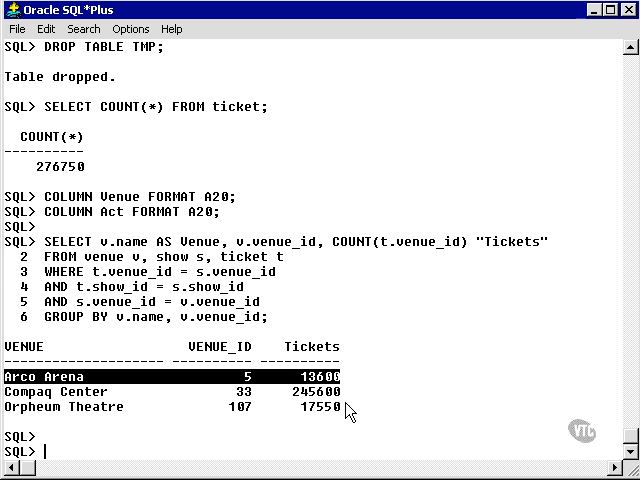 Oracle SQL*Plus
File Edit Search Options Help
SQL> DROP TABLE TMP;
Table dropped.
SQL> SELECT COUNT(*) FROM ticket;
COUNT(*)
----------
276750
SQL> COLUMN Venue FORMAT A20;
SQL> COLUMN Act FORMAT A20;
SQL>
SQL> SELECT v.name AS Venue, v.venue_id, COUNT(t.venue_id) "Tickets"
2 FROM venue v, show s, ticket t
3 WHERE t.venue_id = s.venue_id
4 AND t.show_id = s.show_id
5 AND s.venue_id = v.venue_id
6 GROUP BY v.name, v.venue_id;
VENUE VENUE_ID Tickets
-------------------- ---------- ----------
Arco Arena 5 13600
Compaq Center 33 245600
Orpheum Theatre 107 17550
SQL>
SQL>
VTC